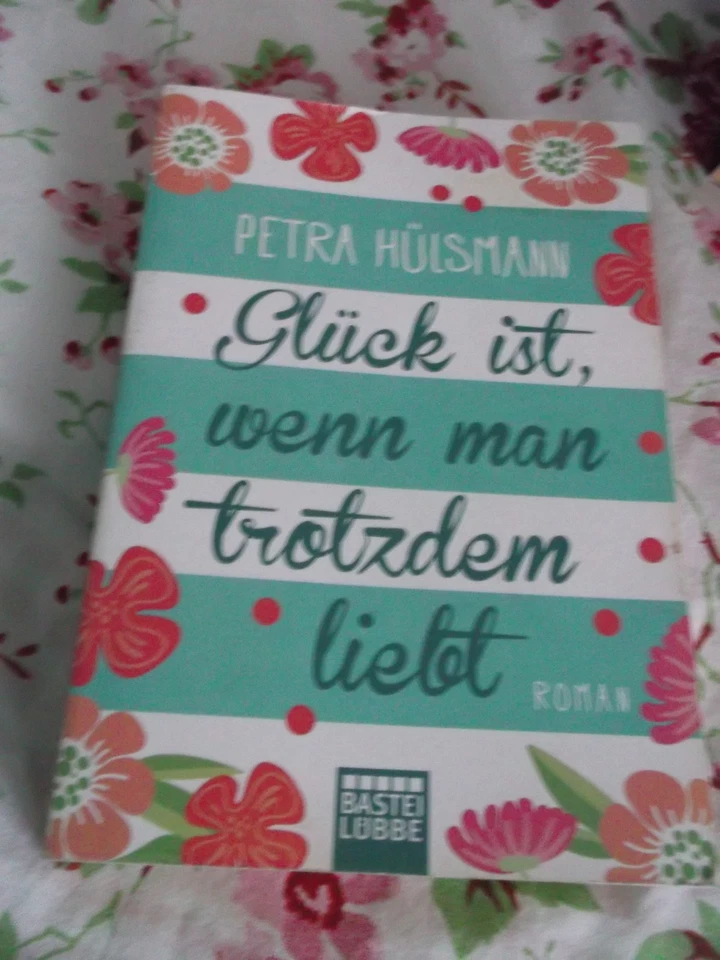 PETRA HÜLSMANN
Glück ist,
wenn man
trotzdem
liebt
ROMAN
BASTEI
LÜBBE